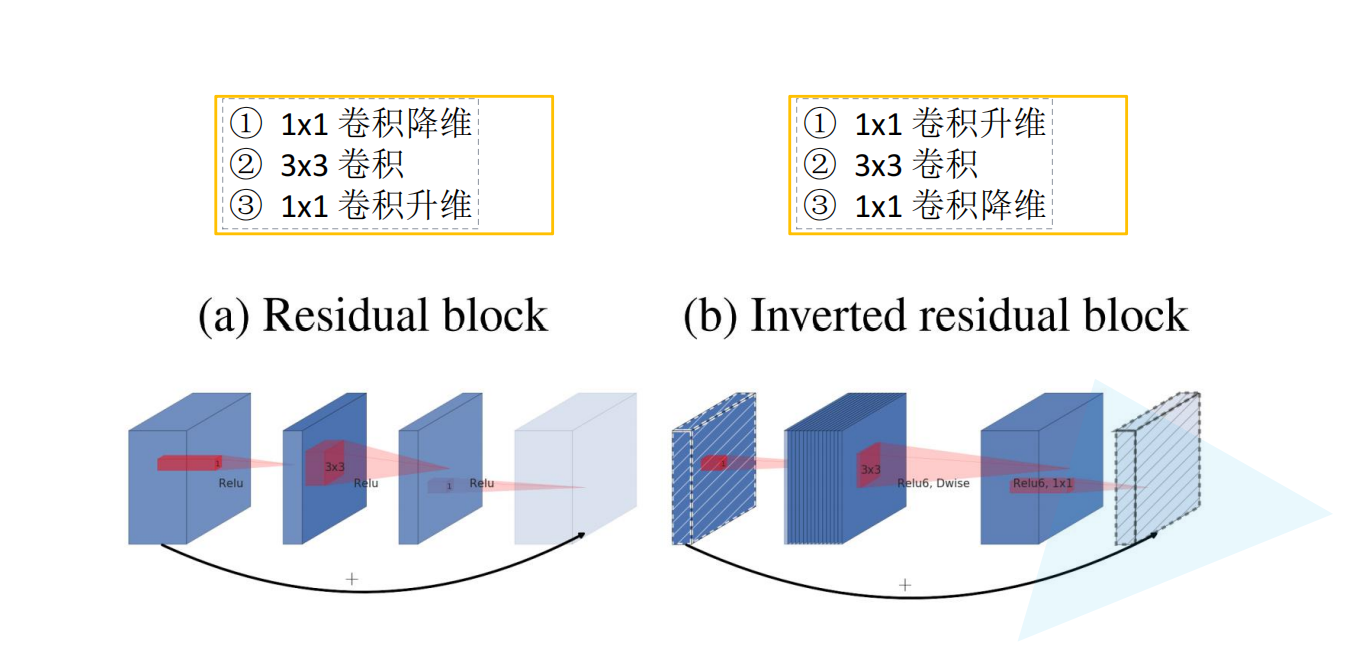 ① 1x1 卷积降维
② 3x3 卷积
③ 1x1 卷积升维
① 1x1 卷积升维
② 3x3 卷积
③ 1x1 卷积降维
(a) Residual block
(b) Inverted residual block
1
Relu
3x3
Relu
1
Relu
+
1
3x3
Relu6, Dwise
Relu6, 1x1
+